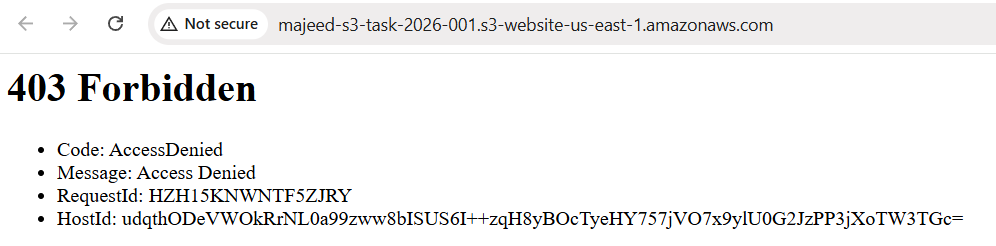 Not secure majeed-s3-task-2026-001.s3-website-us-east-1.amazonaws.com
403 Forbidden
• Code: AccessDenied
• Message: Access Denied
• RequestId: HZH15KNWNTF5ZJRY
• HostId: udqthODeVWOkRrNL0a99zww8bISUS6I++zqH8yBOcTyeHY757jVO7x9ylU0G2JzPP3jXoTW3TGc=